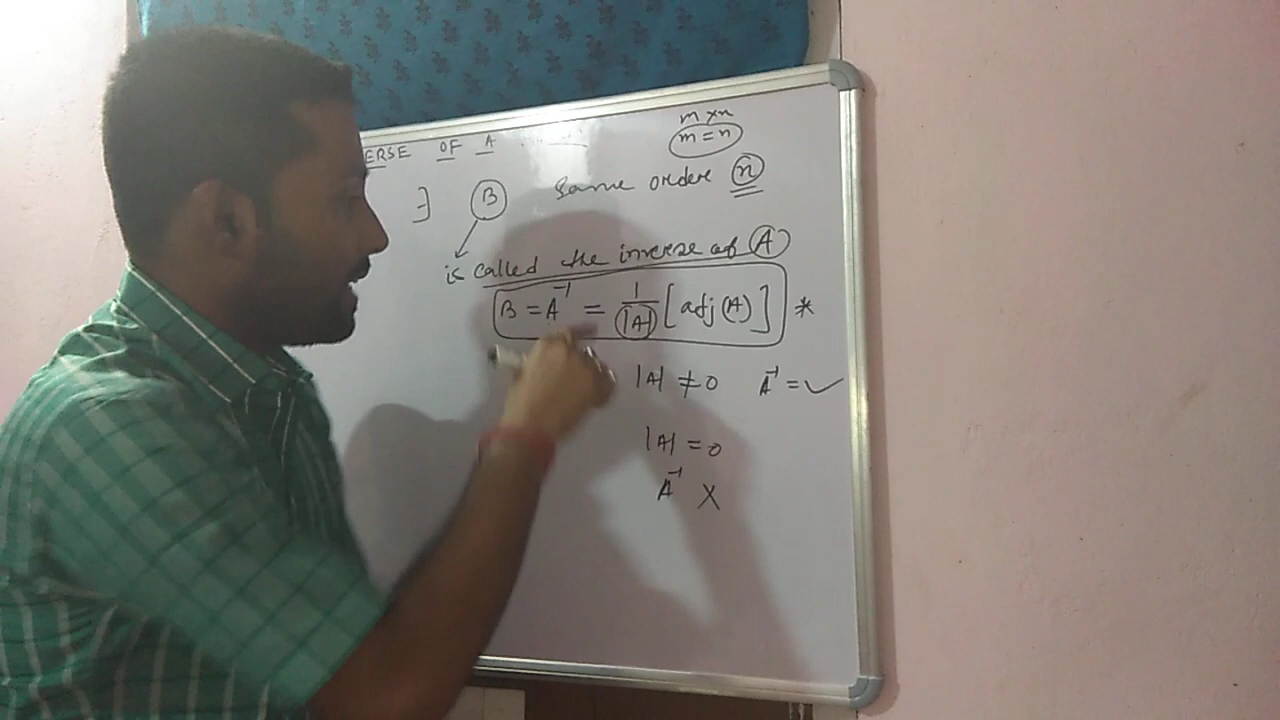 m×n
m=n
ERSE OF A
∃ B same order n
is called the inverse of A
B = A⁻¹ = 1/|A| [adj(A)] *
|A| ≠ 0 A⁻¹ = ✓
|A| = 0
A⁻¹ X